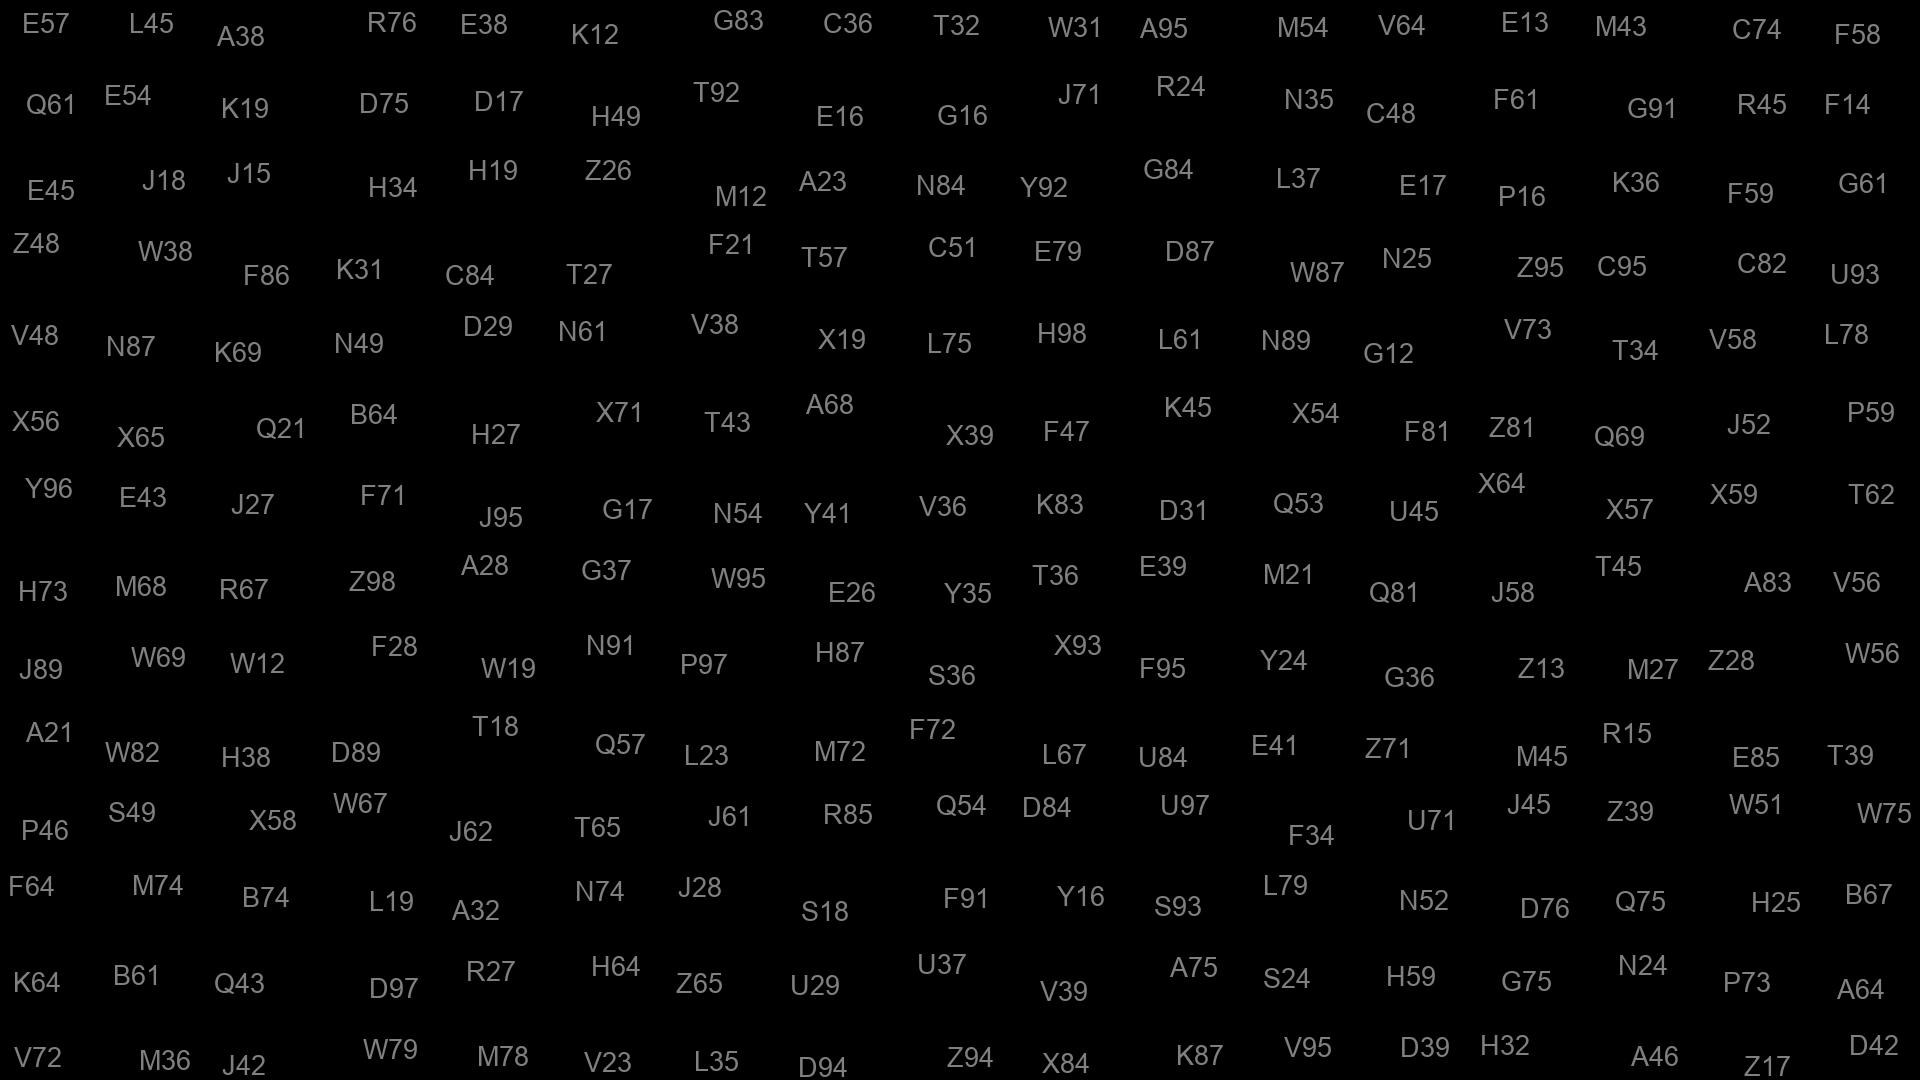 E57 L45 A38 R76 E38 K12 G83 C36 T32 W31 A95 M54 V64 E13 M43 C74 F58
Q61 E54 K19 D75 D17 H49 T92 E16 G16 J71 R24 N35 C48 F61 G91 R45 F14
E45 J18 J15 H34 H19 Z26 M12 A23 N84 Y92 G84 L37 E17 P16 K36 F59 G61
Z48 W38 F86 K31 C84 T27 F21 T57 C51 E79 D87 W87 N25 Z95 C95 C82 U93
V48 N87 K69 N49 D29 N61 V38 X19 L75 H98 L61 N89 G12 V73 T34 V58 L78
X56 X65 Q21 B64 H27 X71 T43 A68 X39 F47 K45 X54 F81 Z81 Q69 J52 P59
Y96 E43 J27 F71 J95 G17 N54 Y41 V36 K83 D31 Q53 U45 X64 X57 X59 T62
H73 M68 R67 Z98 A28 G37 W95 E26 Y35 T36 E39 M21 Q81 J58 T45 A83 V56
J89 W69 W12 F28 W19 N91 P97 H87 S36 X93 F95 Y24 G36 Z13 M27 Z28 W56
A21 W82 H38 D89 T18 Q57 L23 M72 F72 L67 U84 E41 Z71 M45 R15 E85 T39
P46 S49 X58 W67 J62 T65 J61 R85 Q54 D84 U97 F34 U71 J45 Z39 W51 W75
F64 M74 B74 L19 A32 N74 J28 S18 F91 Y16 S93 L79 N52 D76 Q75 H25 B67
K64 B61 Q43 D97 R27 H64 Z65 U29 U37 V39 A75 S24 H59 G75 N24 P73 A64
V72 M36 J42 W79 M78 V23 L35 D94 Z94 X84 K87 V95 D39 H32 A46 Z17 D42